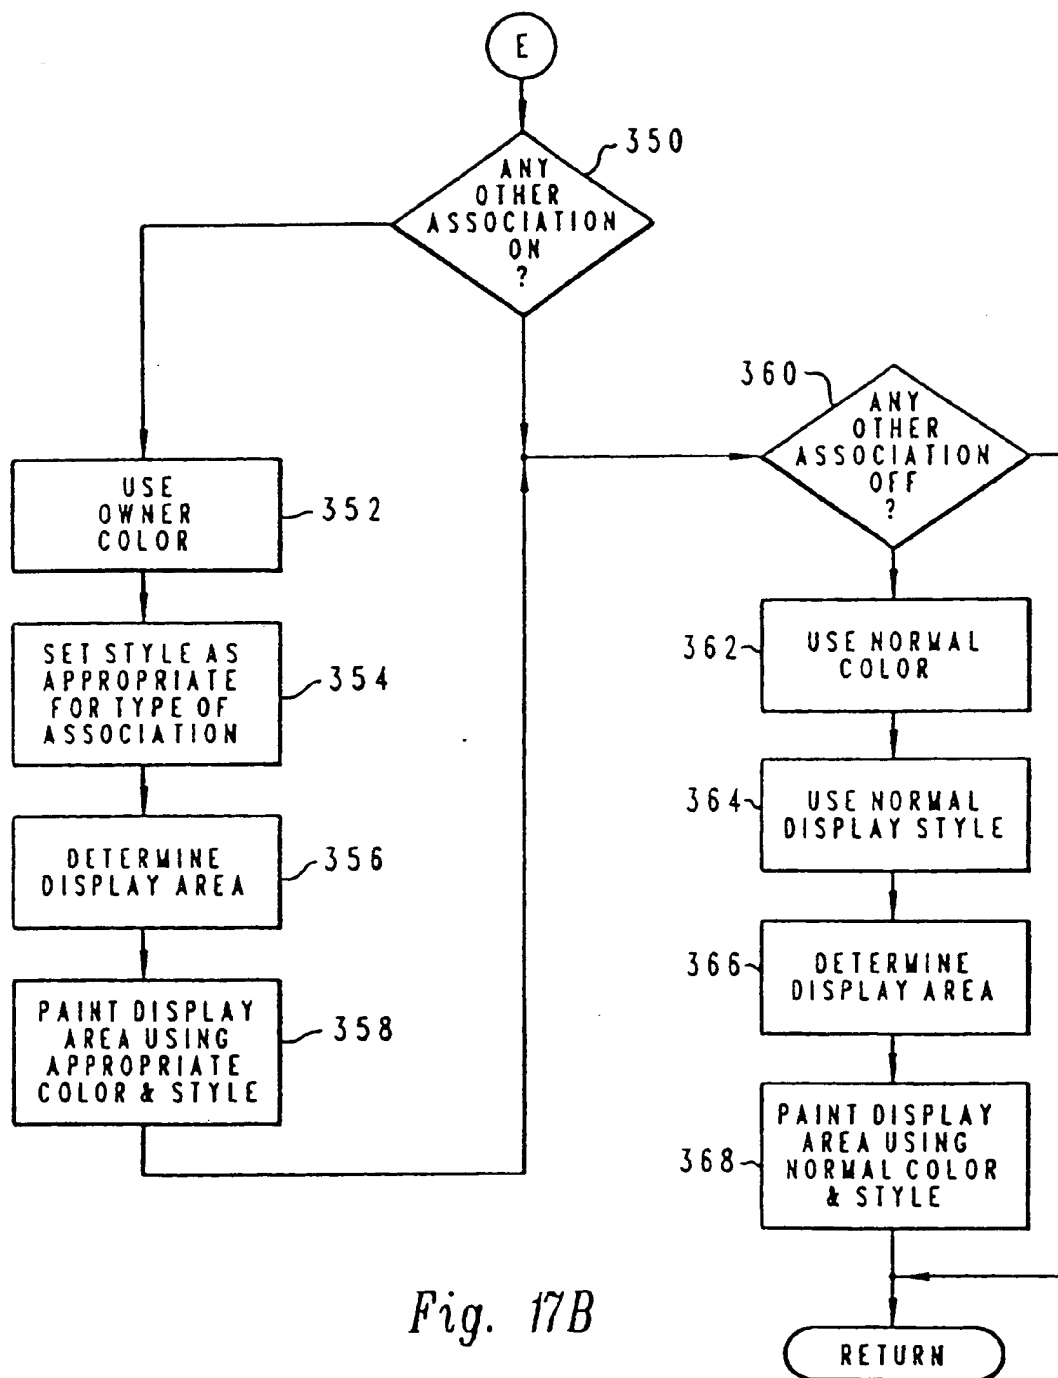 E
350
ANY
OTHER
ASSOCIATION
ON
?
352
USE
OWNER
COLOR
354
SET STYLE AS
APPROPRIATE
FOR TYPE OF
ASSOCIATION
356
DETERMINE
DISPLAY AREA
358
PAINT DISPLAY
AREA USING
APPROPRIATE
COLOR & STYLE
360
ANY
OTHER
ASSOCIATION
OFF
?
362
USE NORMAL
COLOR
364
USE NORMAL
DISPLAY STYLE
366
DETERMINE
DISPLAY AREA
368
PAINT DISPLAY
AREA USING
NORMAL COLOR
& STYLE
RETURN
Fig. 17B